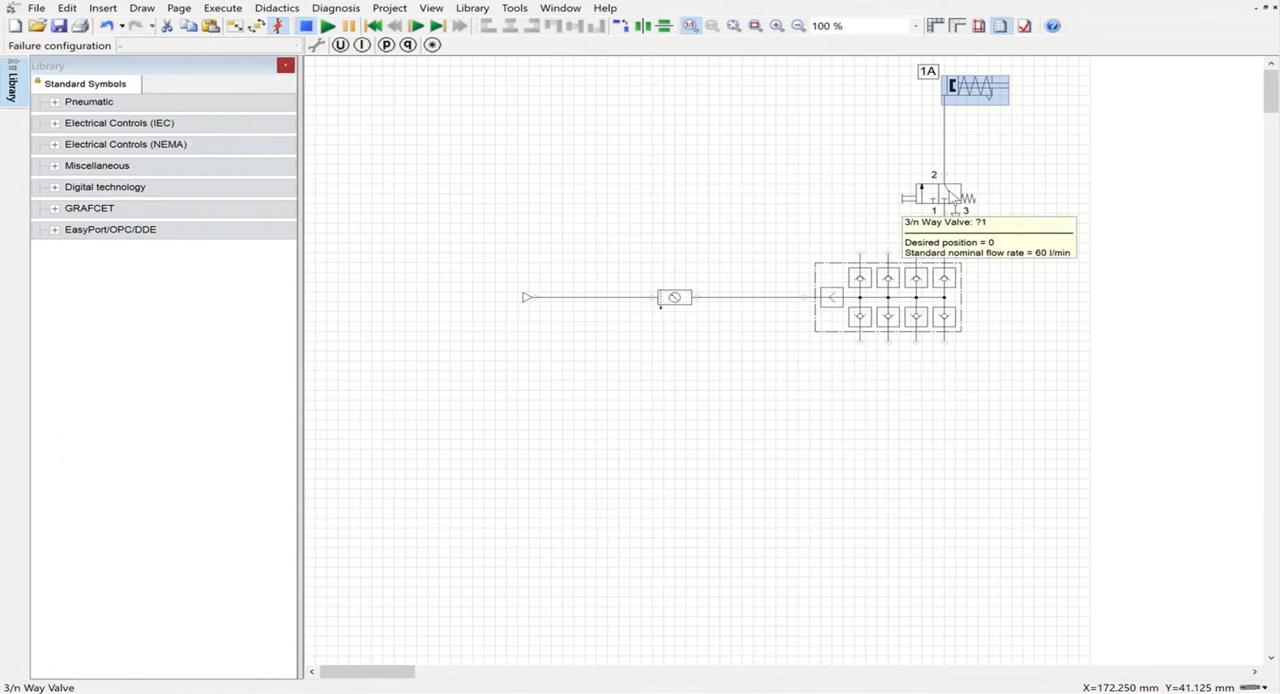 File Edit Insert Draw Page Execute Didactics Diagnosis Project View Library Tools Window Help
100 %
Failure configuration - U I p q
Library
Library
Standard Symbols
Pneumatic
Electrical Controls (IEC)
Electrical Controls (NEMA)
Miscellaneous
Digital technology
GRAFCET
EasyPort/OPC/DDE
1A
2
1 3
3/n Way Valve: ?1
Desired position = 0
Standard nominal flow rate = 60 l/min
3/n Way Valve
X=172.250 mm Y=41.125 mm